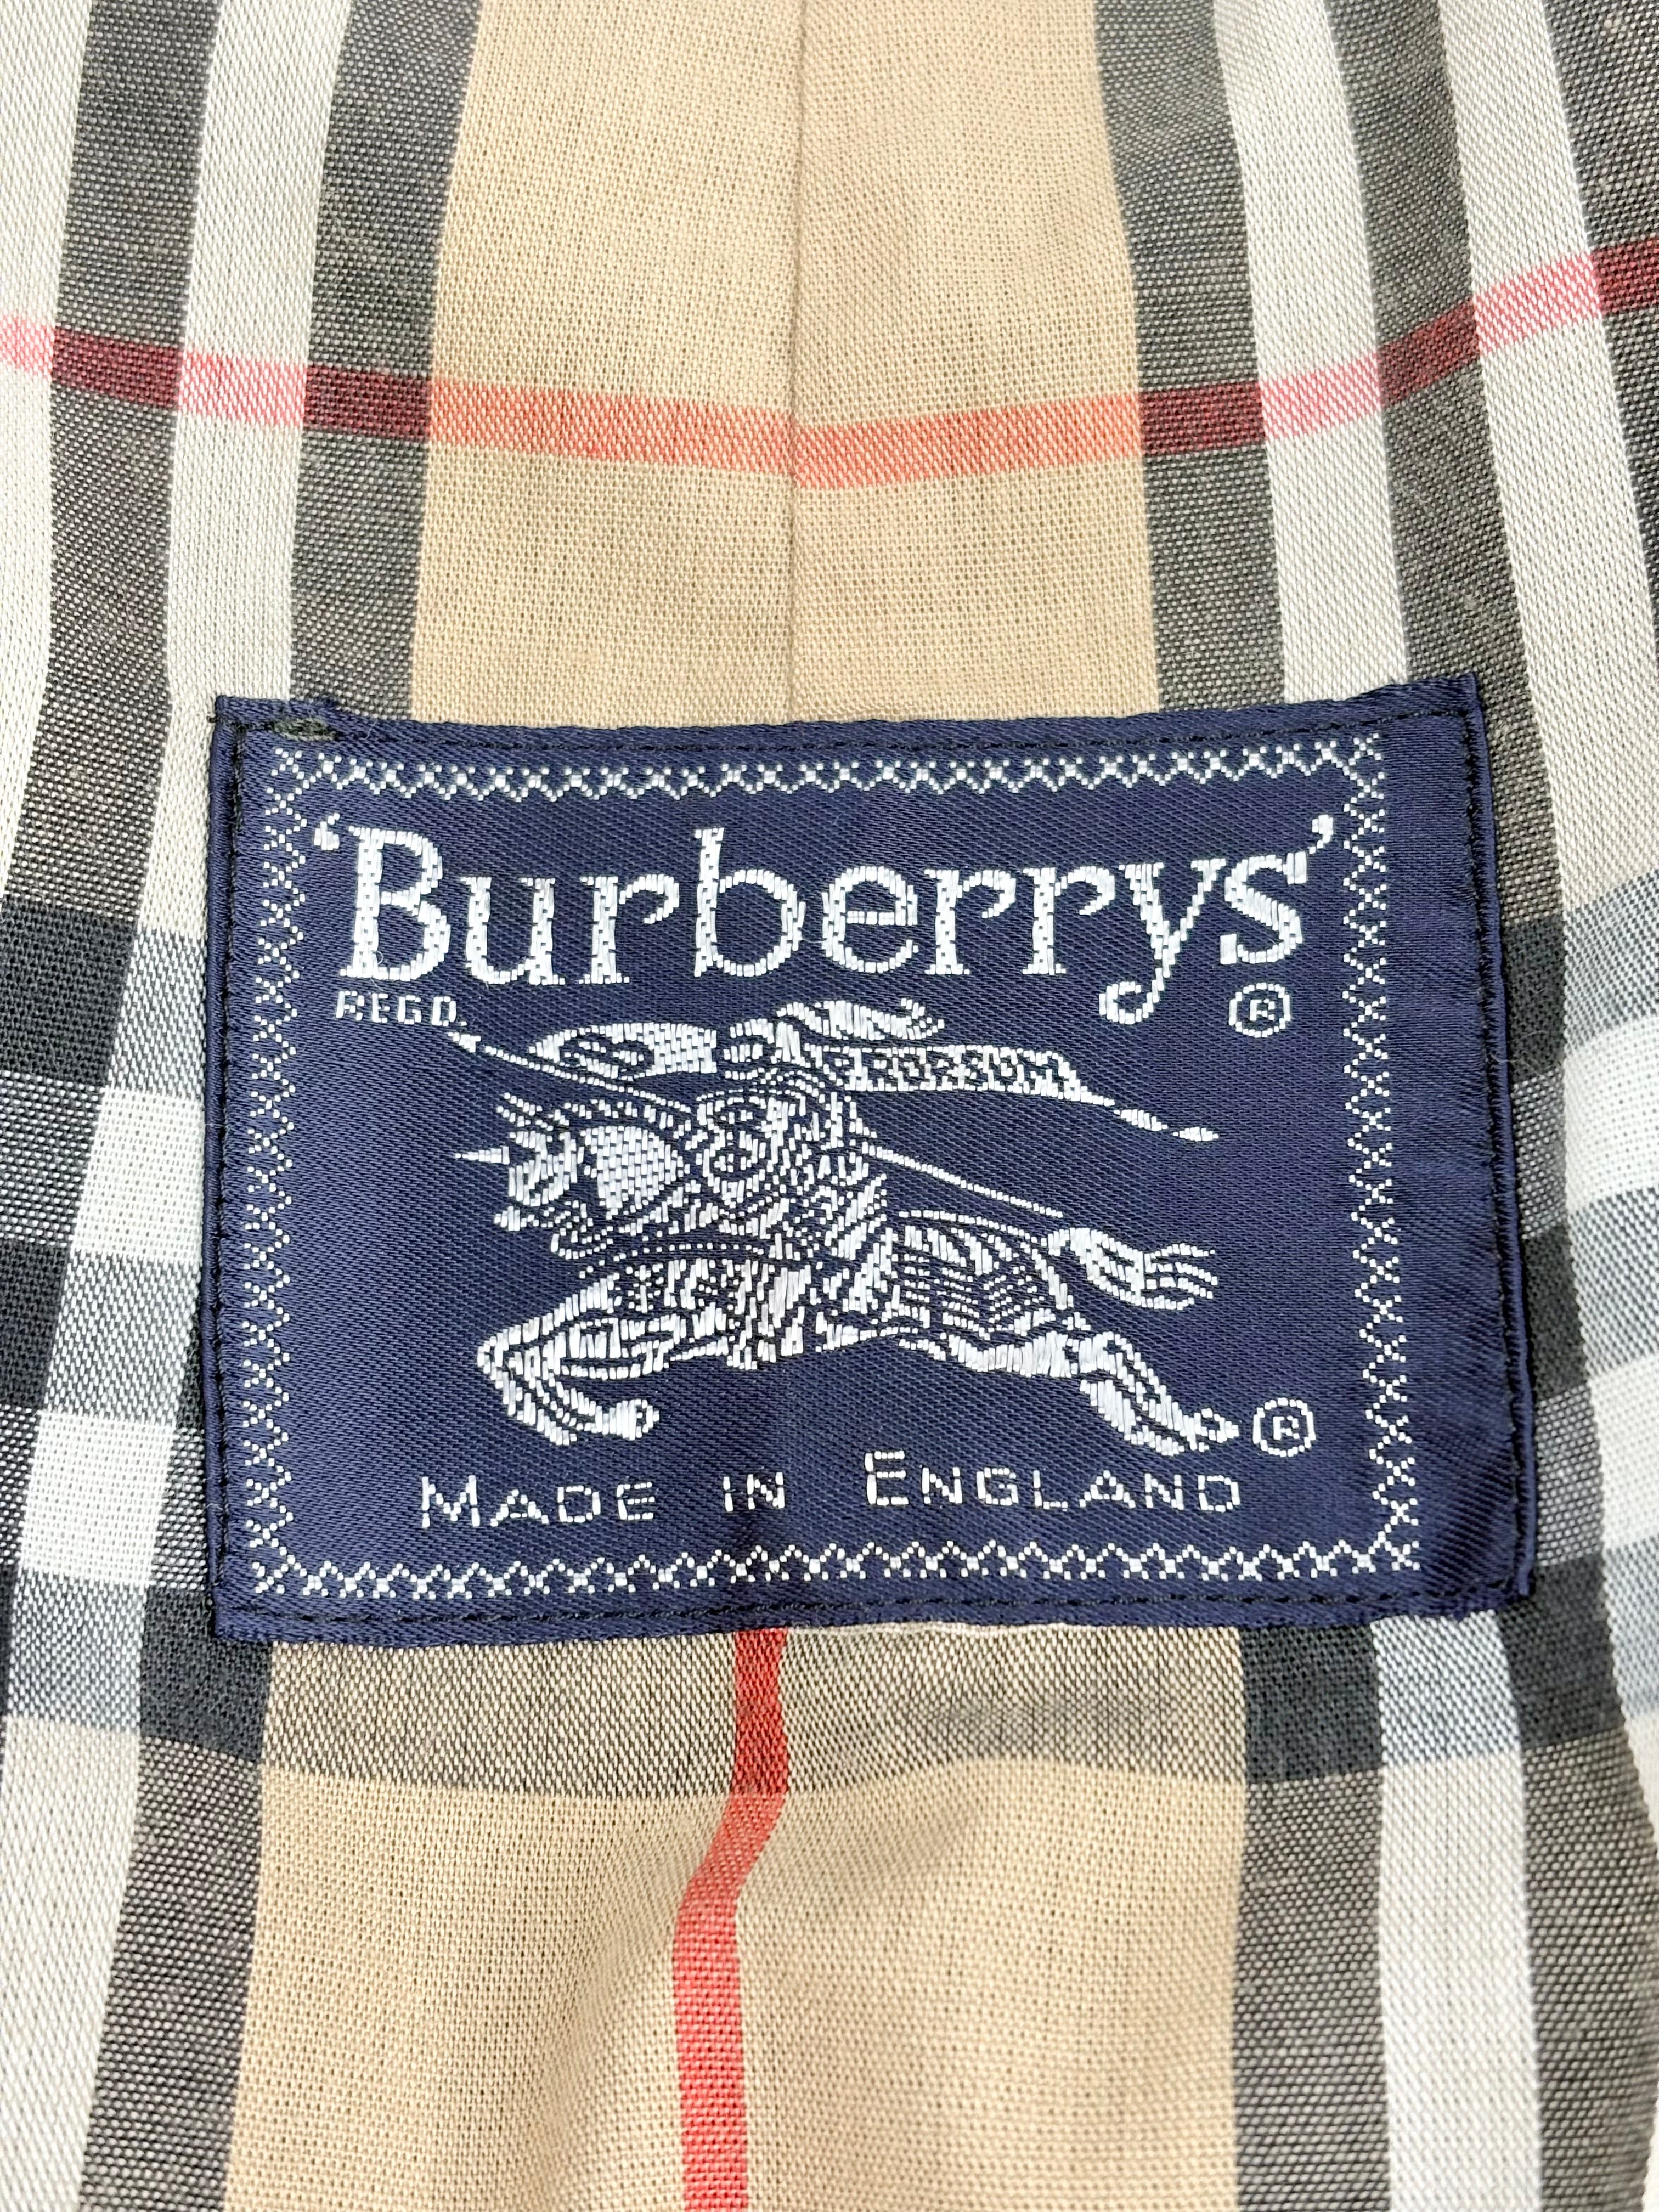 'Burberrys'
REGD. ®
PRORSUM
®
MADE IN ENGLAND